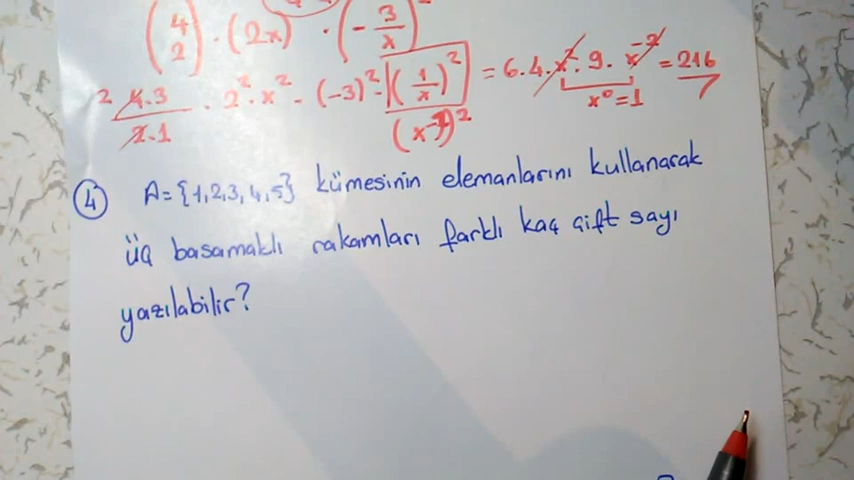 (4 2) · (2x) · (-3/x)²
2 4.3/2.1 · 2² · x² · (-3)² · (1/x)² = 6.4.x².9.x⁻² = 216
(x⁻¹)² x⁰=1
4 A={1,2,3,4,5} kümesinin elemanlarını kullanarak
üç basamaklı rakamları farklı kaç çift sayı
yazılabilir?